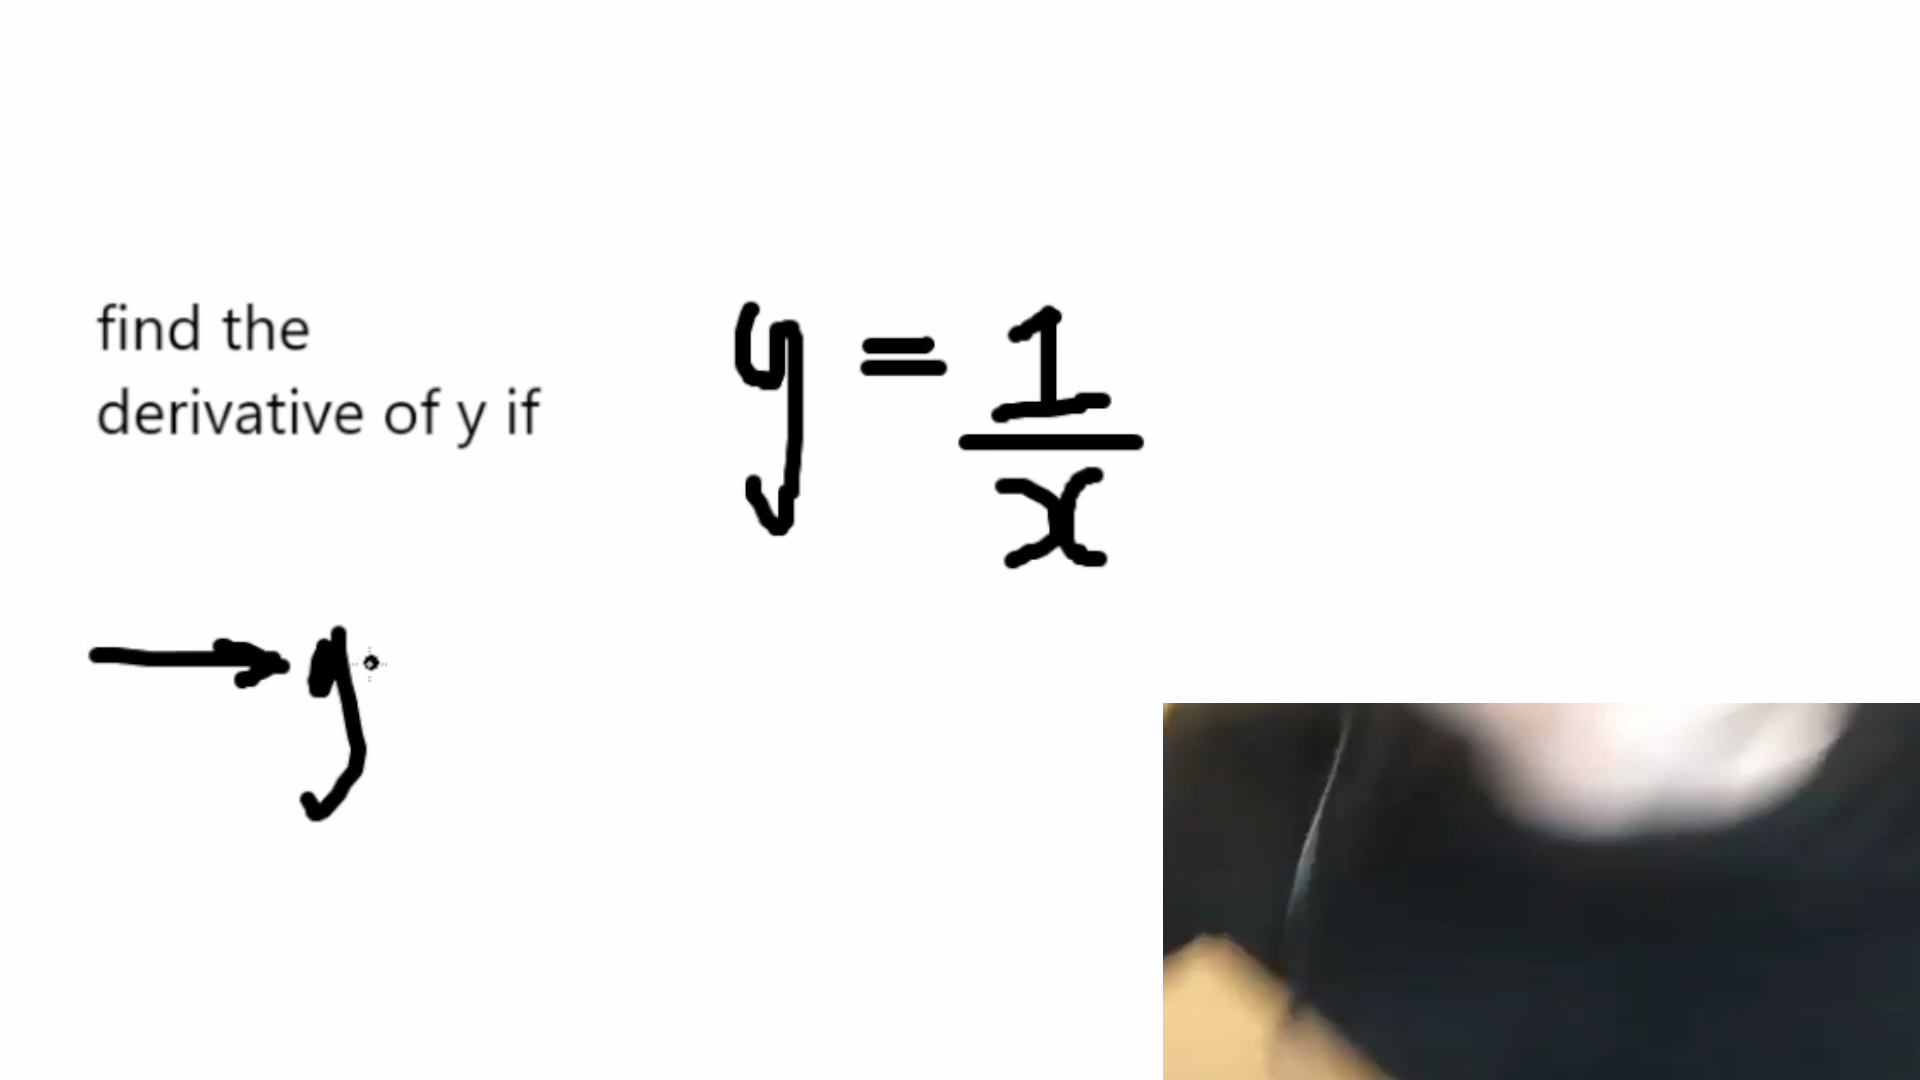 find the
derivative of y if
y = 1/x
→ y